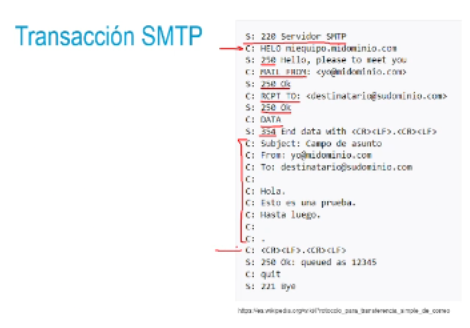 Transacción SMTP
S: 220 Servidor SMTP
C: HELO miequipo.midominio.com
S: 250 Hello, please to meet you
C: MAIL FROM: <yo@midominio.com>
S: 250 Ok
C: RCPT TO: <destinatario@sudominio.com>
S: 250 Ok
C: DATA
S: 354 End data with <CR><LF>.<CR><LF>
C: Subject: Campo de asunto
C: From: yo@midominio.com
C: To: destinatario@sudominio.com
C:
C: Hola.
C: Esto es una prueba.
C: Hasta luego.
C:
C: .
C: <CR><LF>.<CR><LF>
S: 250 Ok: queued as 12345
C: quit
S: 221 Bye
https://es.wikipedia.org/wiki/Protocolo_para_transferencia_simple_de_correo